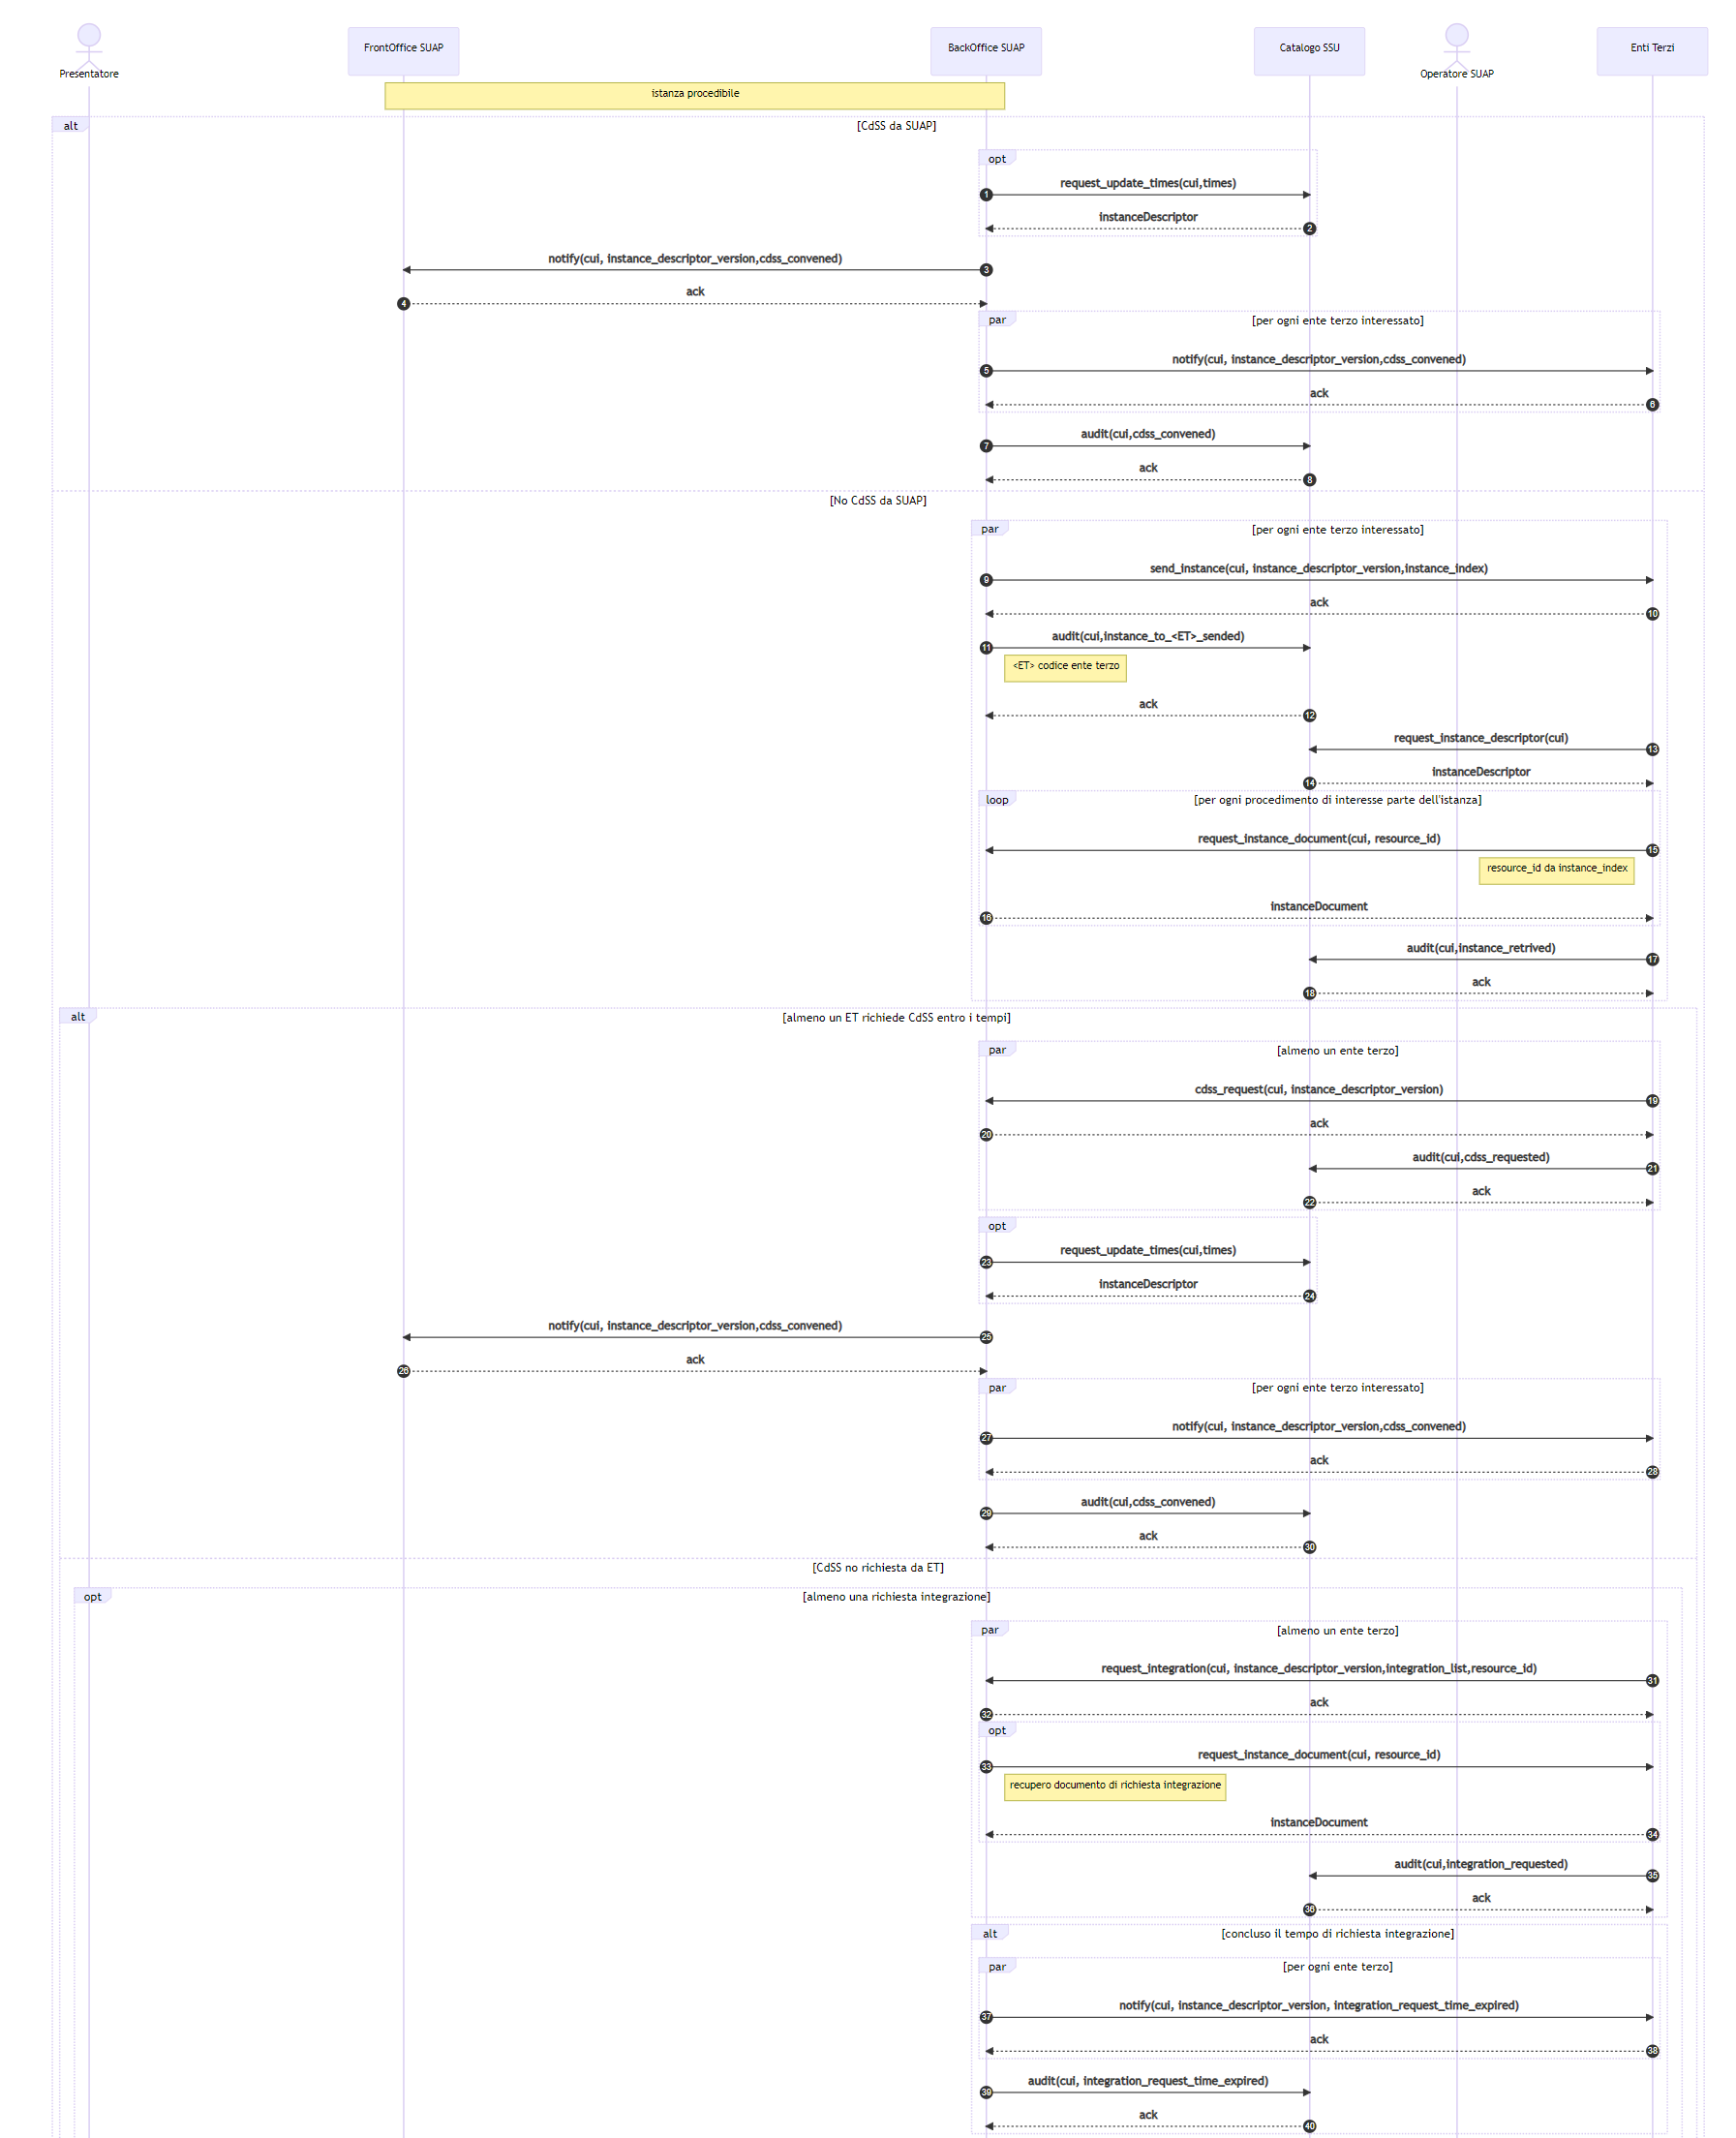 Presentatore
FrontOffice SUAP
BackOffice SUAP
Catalogo SSU
Operatore SUAP
Enti Terzi
istanza procedibile
alt
[CdSS da SUAP]
opt
request_update_times(cui,times)
1
instanceDescriptor
2
notify(cui, instance_descriptor_version,cdss_convened)
3
ack
4
par
[per ogni ente terzo interessato]
notify(cui, instance_descriptor_version,cdss_convened)
5
ack
6
audit(cui,cdss_convened)
7
ack
8
[No CdSS da SUAP]
par
[per ogni ente terzo interessato]
send_instance(cui, instance_descriptor_version,instance_index)
9
ack
10
audit(cui,instance_to_<ET>_sended)
11
<ET> codice ente terzo
ack
12
request_instance_descriptor(cui)
13
instanceDescriptor
14
loop
[per ogni procedimento di interesse parte dell'istanza]
request_instance_document(cui, resource_id)
15
resource_id da instance_index
instanceDocument
16
audit(cui,instance_retrived)
17
ack
18
alt
[almeno un ET richiede CdSS entro i tempi]
par
[almeno un ente terzo]
cdss_request(cui, instance_descriptor_version)
19
ack
20
audit(cui,cdss_requested)
21
ack
22
opt
request_update_times(cui,times)
23
instanceDescriptor
24
notify(cui, instance_descriptor_version,cdss_convened)
25
ack
26
par
[per ogni ente terzo interessato]
notify(cui, instance_descriptor_version,cdss_convened)
27
ack
28
audit(cui,cdss_convened)
29
ack
30
[CdSS no richiesta da ET]
opt
[almeno una richiesta integrazione]
par
[almeno un ente terzo]
request_integration(cui, instance_descriptor_version,integration_list,resource_id)
31
ack
32
opt
request_instance_document(cui, resource_id)
33
recupero documento di richiesta integrazione
instanceDocument
34
audit(cui,integration_requested)
35
ack
36
alt
[concluso il tempo di richiesta integrazione]
par
[per ogni ente terzo]
notify(cui, instance_descriptor_version, integration_request_time_expired)
37
ack
38
audit(cui, integration_request_time_expired)
39
ack
40